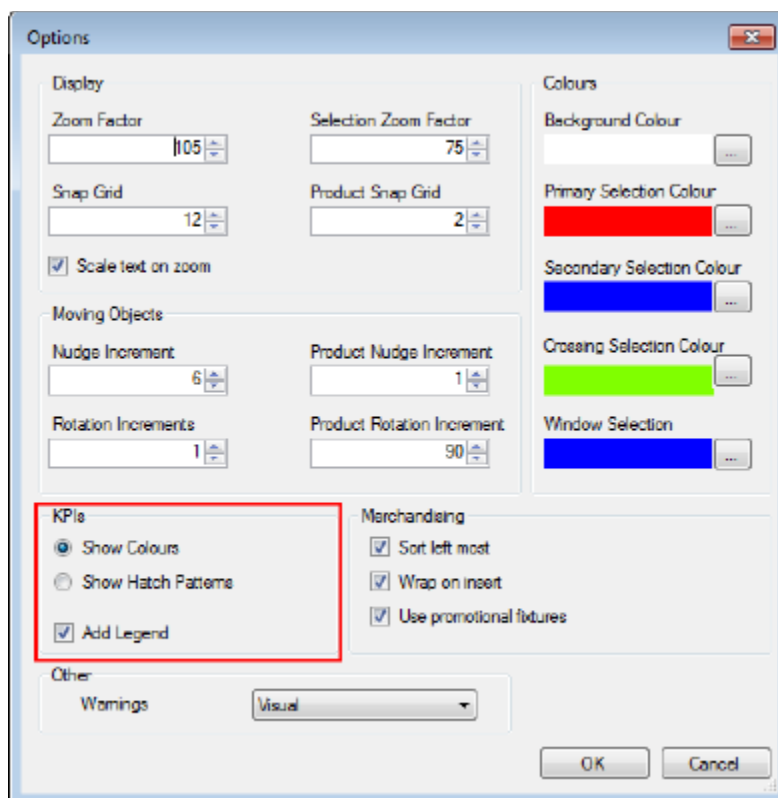 Options
Display
Zoom Factor
Selection Zoom Factor
105
75
Snap Grid
Product Snap Grid
12
2
Scale text on zoom
Moving Objects
Nudge Increment
Product Nudge Increment
6
1
Rotation Increments
Product Rotation Increment
1
90
Colours
Background Colour
...
Primary Selection Colour
...
Secondary Selection Colour
...
Crossing Selection Colour
...
Window Selection
...
KPIs
Show Colours
Show Hatch Patterns
Add Legend
Merchandising
Sort left most
Wrap on insert
Use promotional fixtures
Other
Warnings
Visual
OK
Cancel